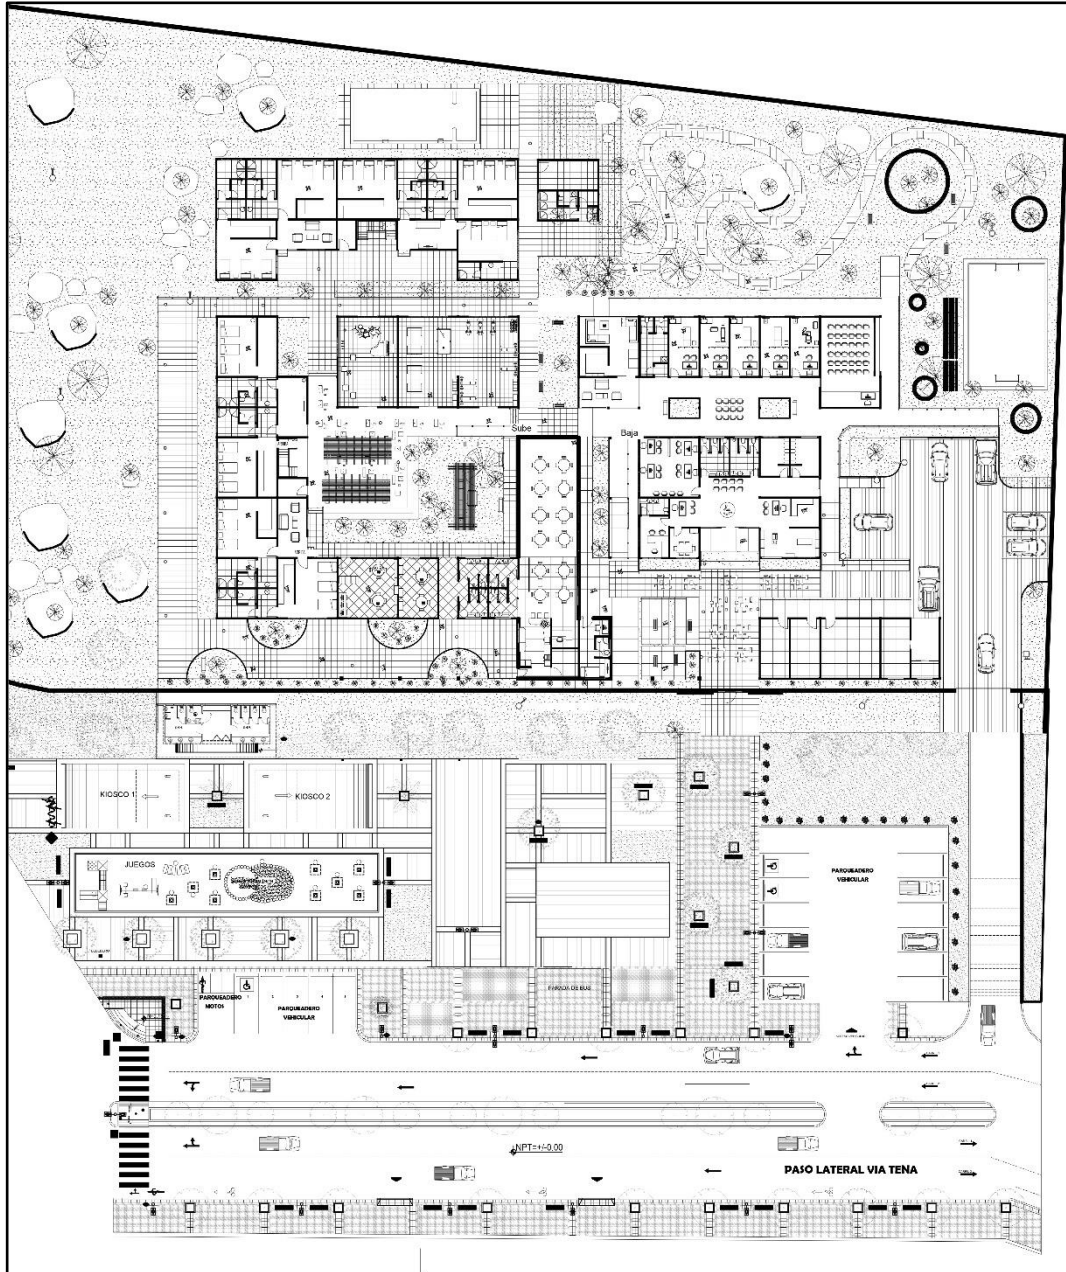 Sube
Baja
KIOSCO 1
KIOSCO 2
JUEGOS
PARQUEADERO
VEHICULAR
PARQUEADERO
MOTOS
PARQUEADERO
VEHICULAR
PARADA DE BUS
NPT=+/-0.00
PASO LATERAL VIA TENA